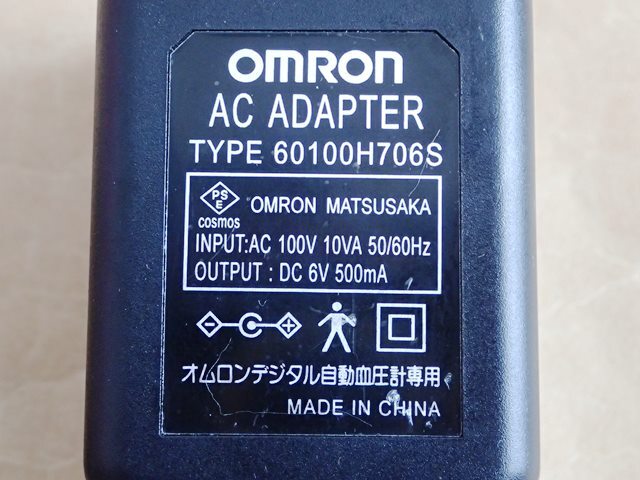 OMRON
AC ADAPTER
TYPE 60100H706S
PSE
cosmos
OMRON MATSUSAKA
INPUT:AC 100V 10VA 50/60Hz
OUTPUT : DC 6V 500mA
オムロンデジタル自動血圧計専用
MADE IN CHINA